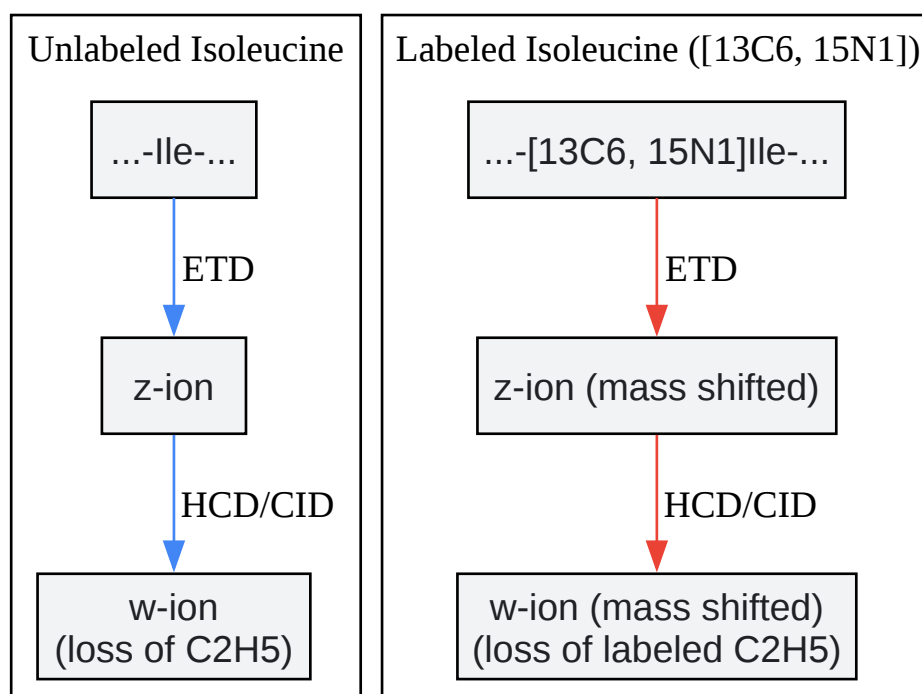 Unlabeled Isoleucine
...-Ile-...
ETD
z-ion
HCD/CID
w-ion
(loss of C2H5)
Labeled Isoleucine ([13C6, 15N1])
...-[13C6, 15N1]Ile-...
ETD
z-ion (mass shifted)
HCD/CID
w-ion (mass shifted)
(loss of labeled C2H5)